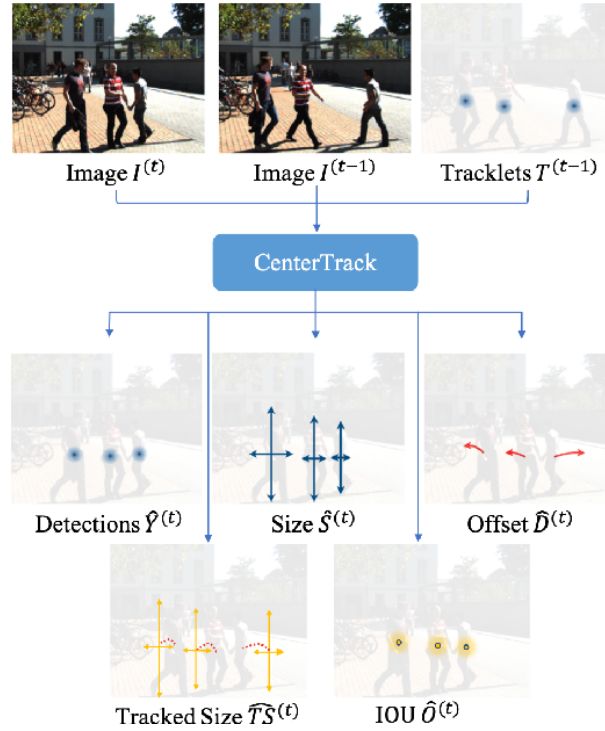 Image I^(t) Image I^(t−1) Tracklets T^(t−1)
CenterTrack
Detections Ŷ^(t) Size Ŝ^(t) Offset D̂^(t)
Tracked Size T̂S^(t) IOU Ô^(t)